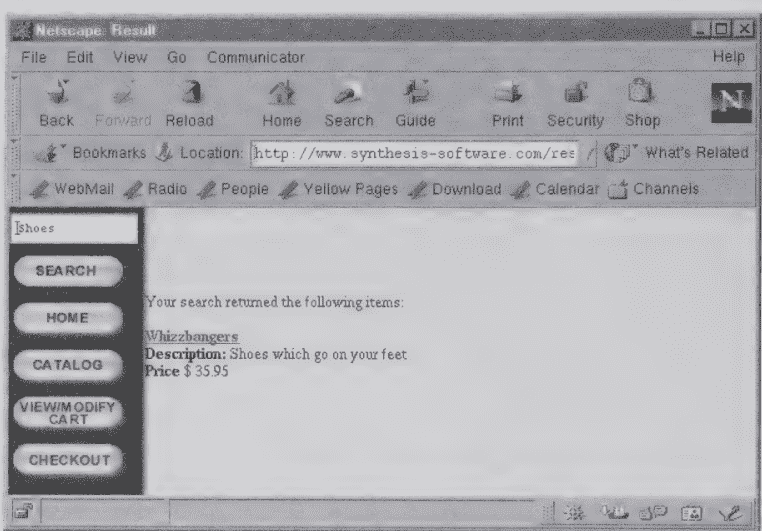 Netscape: Result
File Edit View Go Communicator Help
Back Forward Reload Home Search Guide Print Security Shop N
Bookmarks Location: http://www.synthesis-software.com/res What's Related
WebMail Radio People Yellow Pages Download Calendar Channels
shoes
SEARCH
HOME
CATALOG
VIEW/MODIFY
CART
CHECKOUT
Your search returned the following items:
Whizzbangers
Description: Shoes which go on your feet
Price $ 35.95